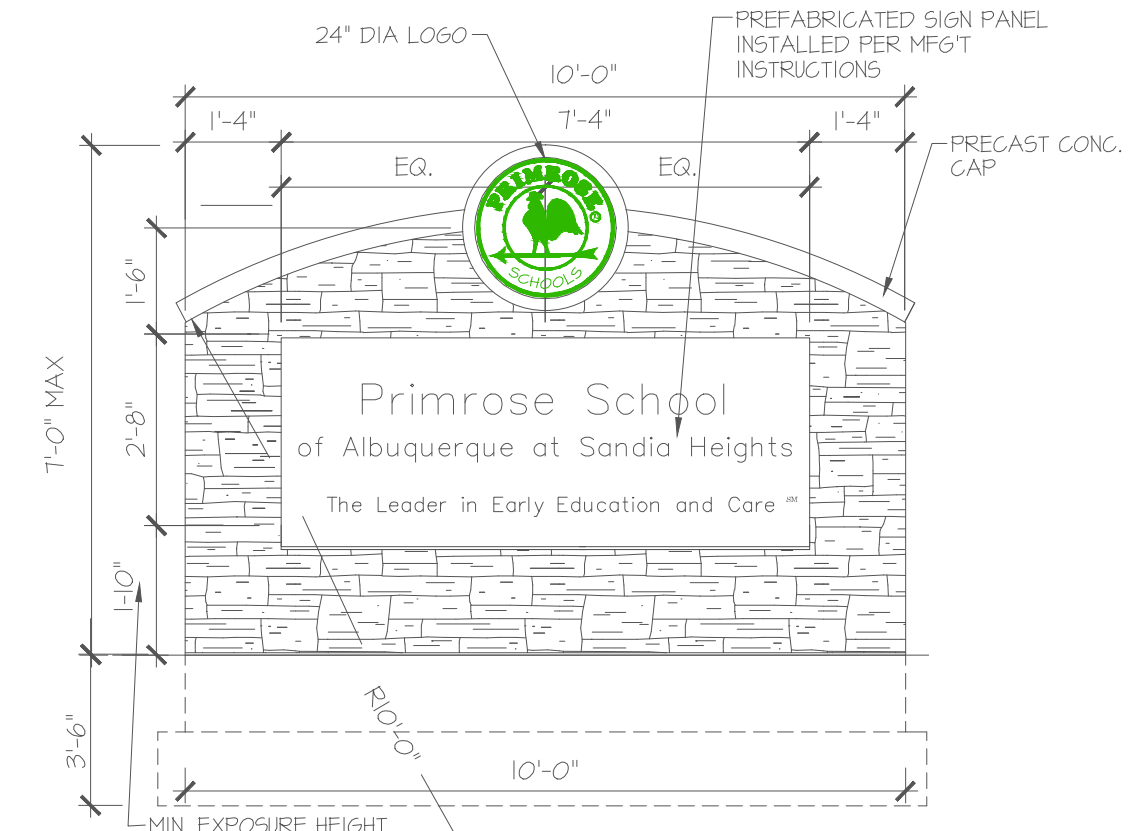 24" DIA LOGO
PREFABRICATED SIGN PANEL
INSTALLED PER MFG'T
INSTRUCTIONS
10'-0"
1'-4"
7'-4"
1'-4"
PRECAST CONC.
CAP
EQ.
EQ.
PRIMROSE
®
SCHOOLS
1'-6"
7'-0" MAX
2'-8"
Primrose School
of Albuquerque at Sandia Heights
The Leader in Early Education and Care SM
1-10"
3'-6"
R10'-0"
10'-0"
MIN. EXPOSURE HEIGHT